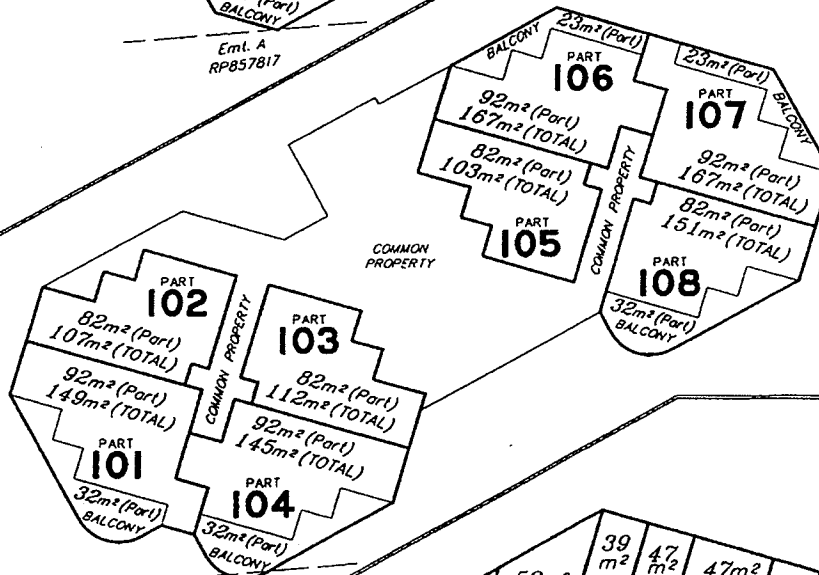 (Part)
BALCONY
Emt. A
RP857817
23m² (Part)
BALCONY
PART
106
92m² (Part)
167m² (TOTAL)
23m² (Part)
BALCONY
PART
107
92m² (Part)
167m² (TOTAL)
82m² (Part)
103m² (TOTAL)
PART
105
COMMON PROPERTY
82m² (Part)
151m² (TOTAL)
PART
108
32m² (Part)
BALCONY
COMMON
PROPERTY
PART
102
82m² (Part)
107m² (TOTAL)
COMMON PROPERTY
PART
103
82m² (Part)
112m² (TOTAL)
92m² (Part)
149m² (TOTAL)
PART
101
32m² (Part)
BALCONY
92m² (Part)
145m² (TOTAL)
PART
104
32m² (Part)
BALCONY
39
m²
47
m²
47m²